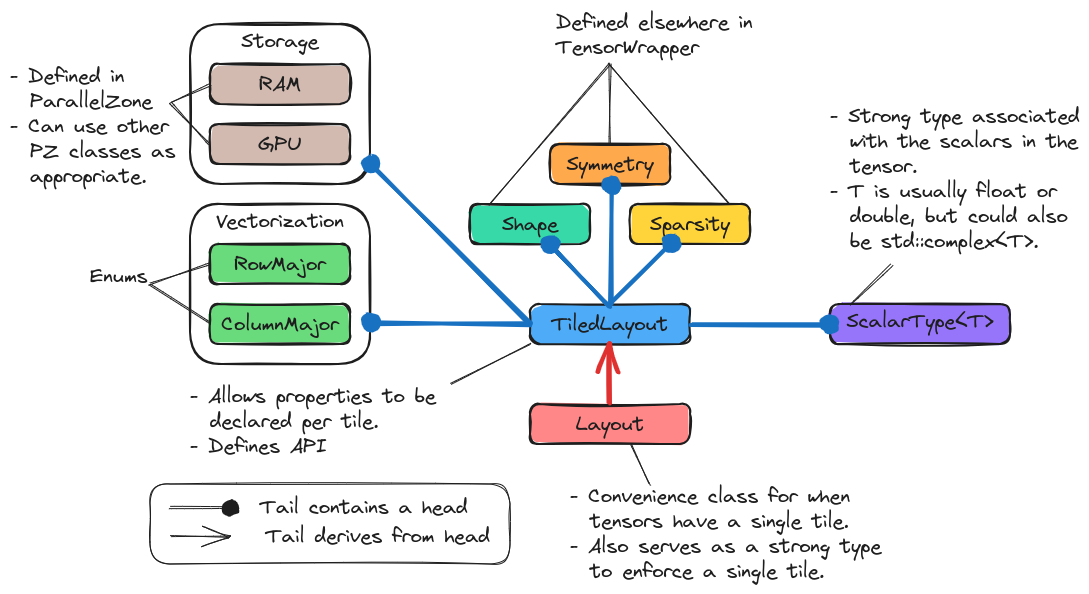 Storage
RAM
GPU
- Defined in
ParallelZone
- Can use other
PZ classes as
appropriate.
Defined elsewhere in
TensorWrapper
Symmetry
Shape
Sparsity
- Strong type associated
with the scalars in the
tensor.
- T is usually float or
double, but could also
be std::complex<T>.
Vectorization
RowMajor
ColumnMajor
Enums
TiledLayout
ScalarType<T>
- Allows properties to be
declared per tile.
- Defines API
Layout
- Convenience class for when
tensors have a single tile.
- Also serves as a strong type
to enforce a single tile.
Tail contains a head
Tail derives from head